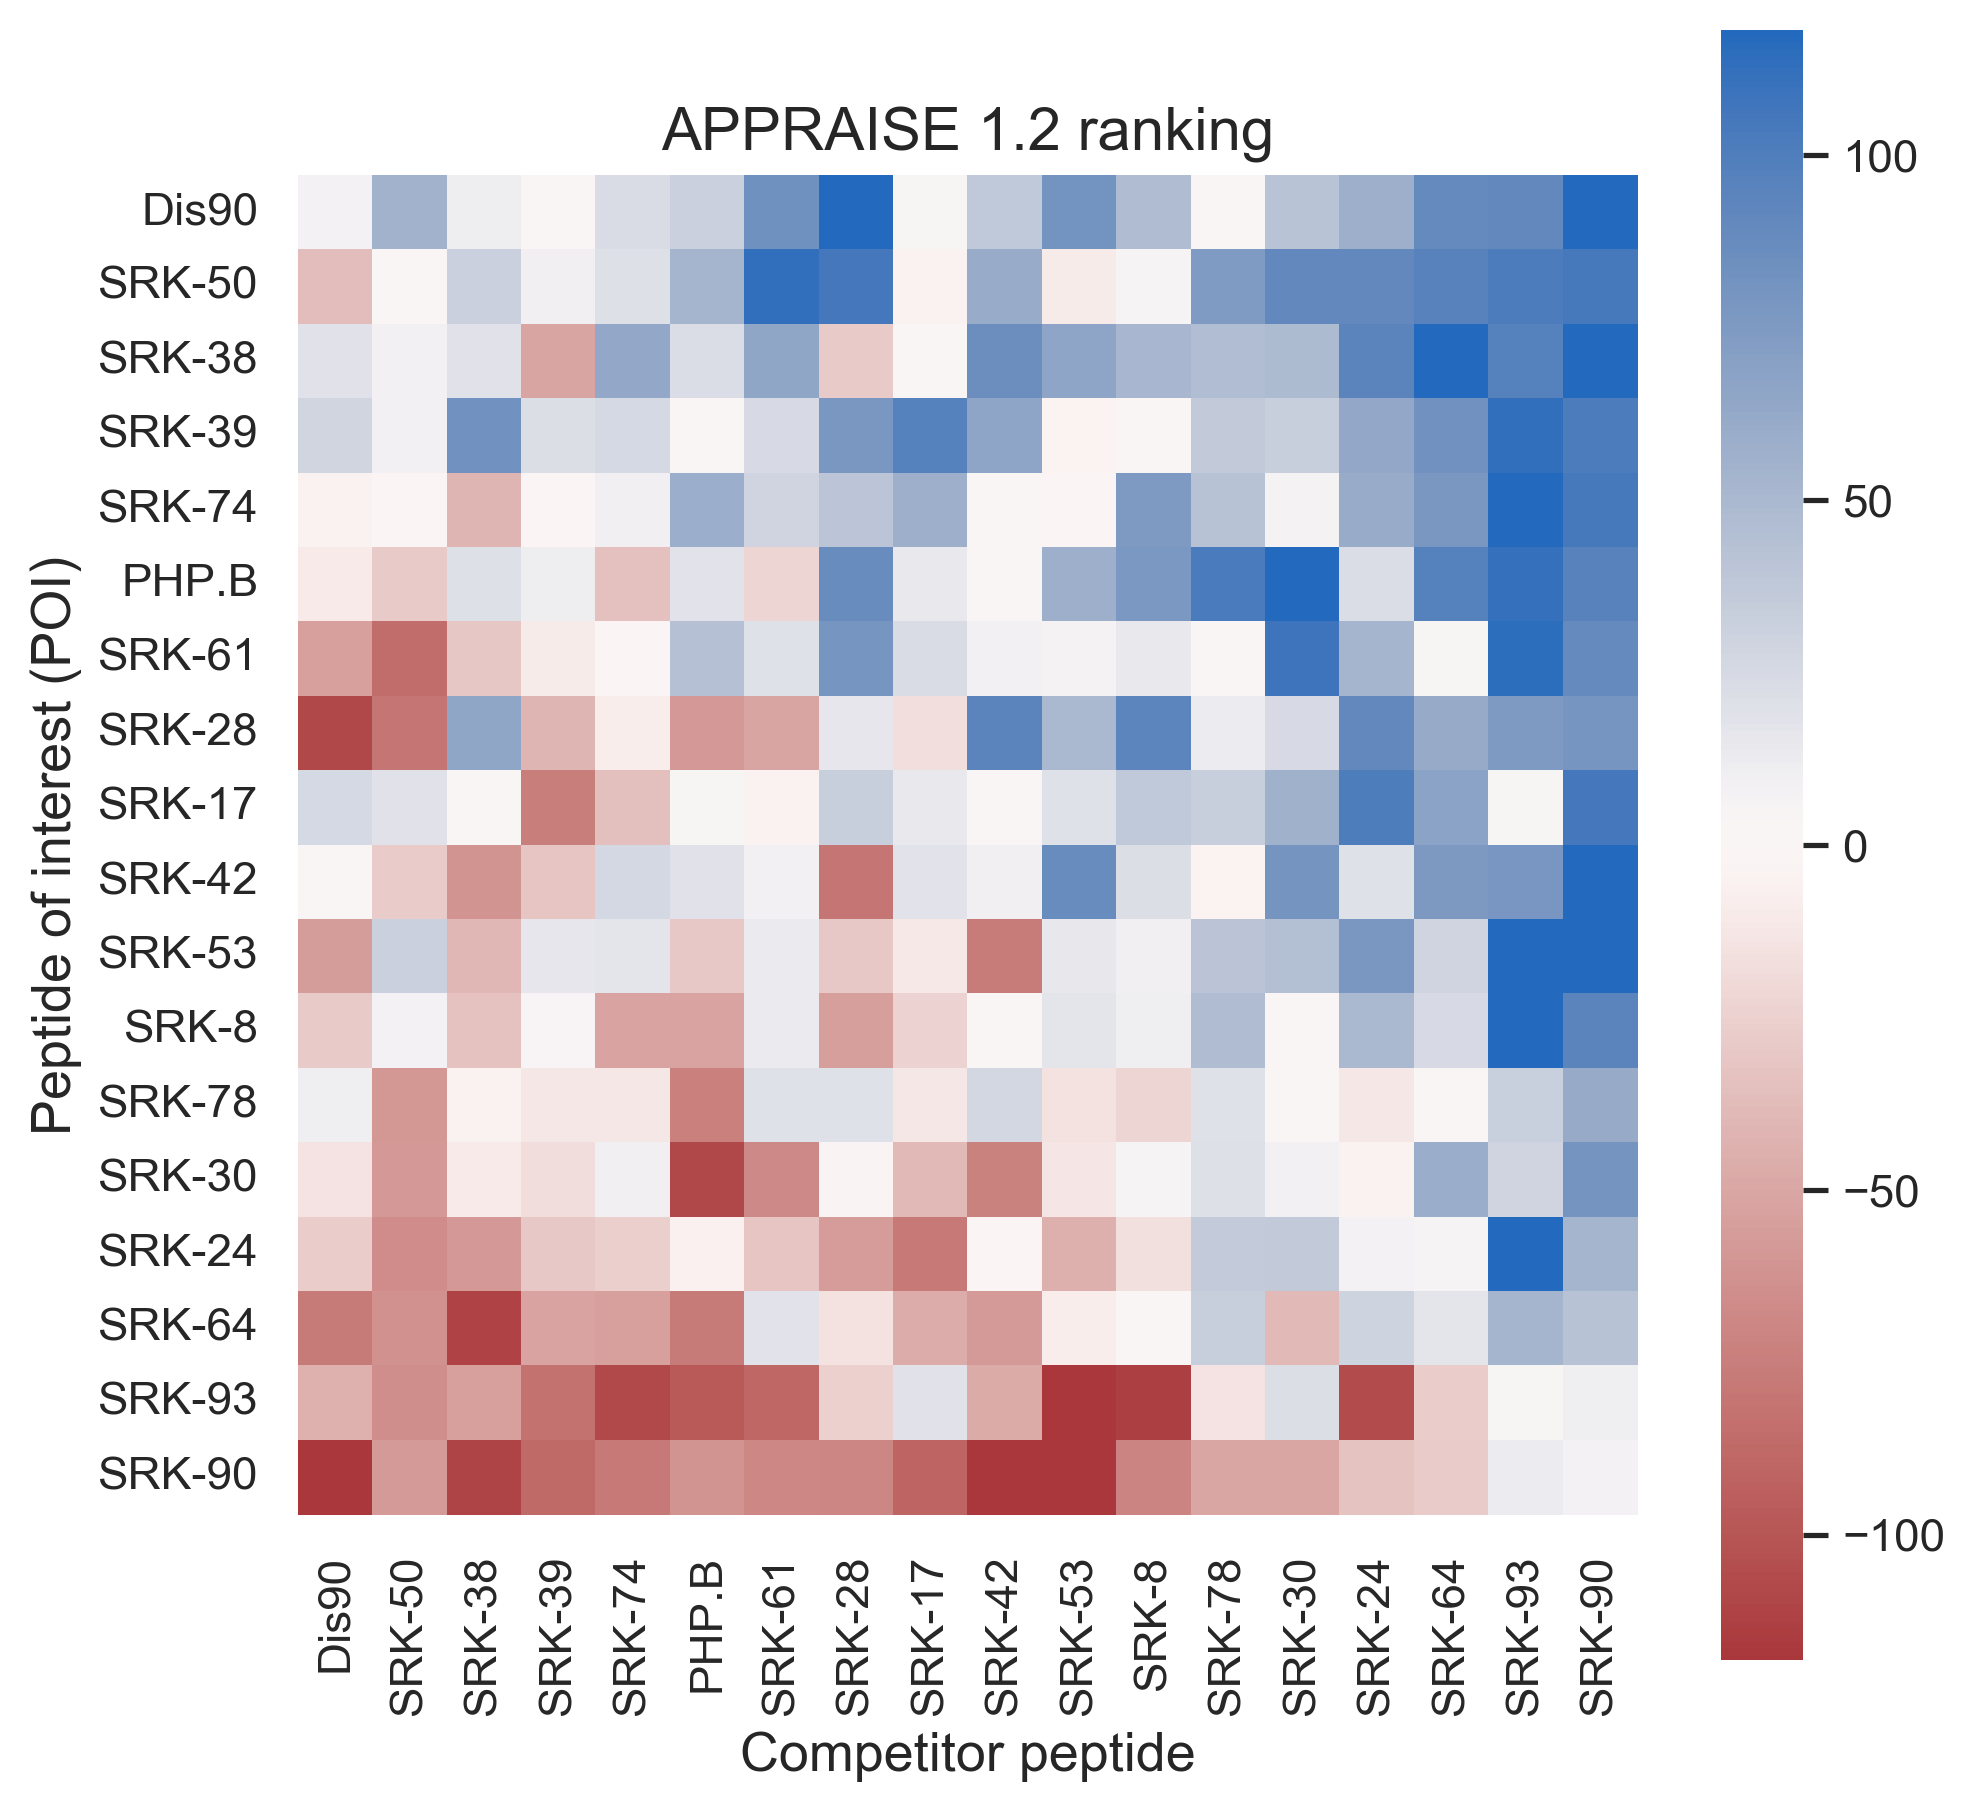 APPRAISE 1.2 ranking
Peptide of interest (POI)
Dis90
SRK-50
SRK-38
SRK-39
SRK-74
PHP.B
SRK-61
SRK-28
SRK-17
SRK-42
SRK-53
SRK-8
SRK-78
SRK-30
SRK-24
SRK-64
SRK-93
SRK-90
Dis90
SRK-50
SRK-38
SRK-39
SRK-74
PHP.B
SRK-61
SRK-28
SRK-17
SRK-42
SRK-53
SRK-8
SRK-78
SRK-30
SRK-24
SRK-64
SRK-93
SRK-90
Competitor peptide
100
50
0
−50
−100